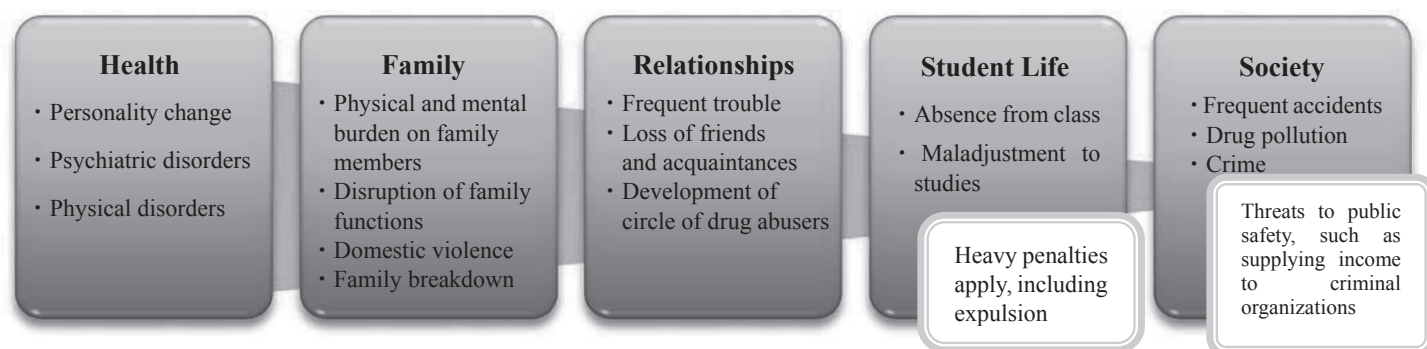 Health
・Personality change
・Psychiatric disorders
・Physical disorders
Family
・Physical and mental
burden on family
members
・Disruption of family
functions
・Domestic violence
・Family breakdown
Relationships
・Frequent trouble
・Loss of friends
and acquaintances
・Development of
circle of drug abusers
Student Life
・Absence from class
・Maladjustment to
studies
Heavy penalties
apply, including
expulsion
Society
・Frequent accidents
・Drug pollution
・Crime
Threats to public
safety, such as
supplying income
to criminal
organizations